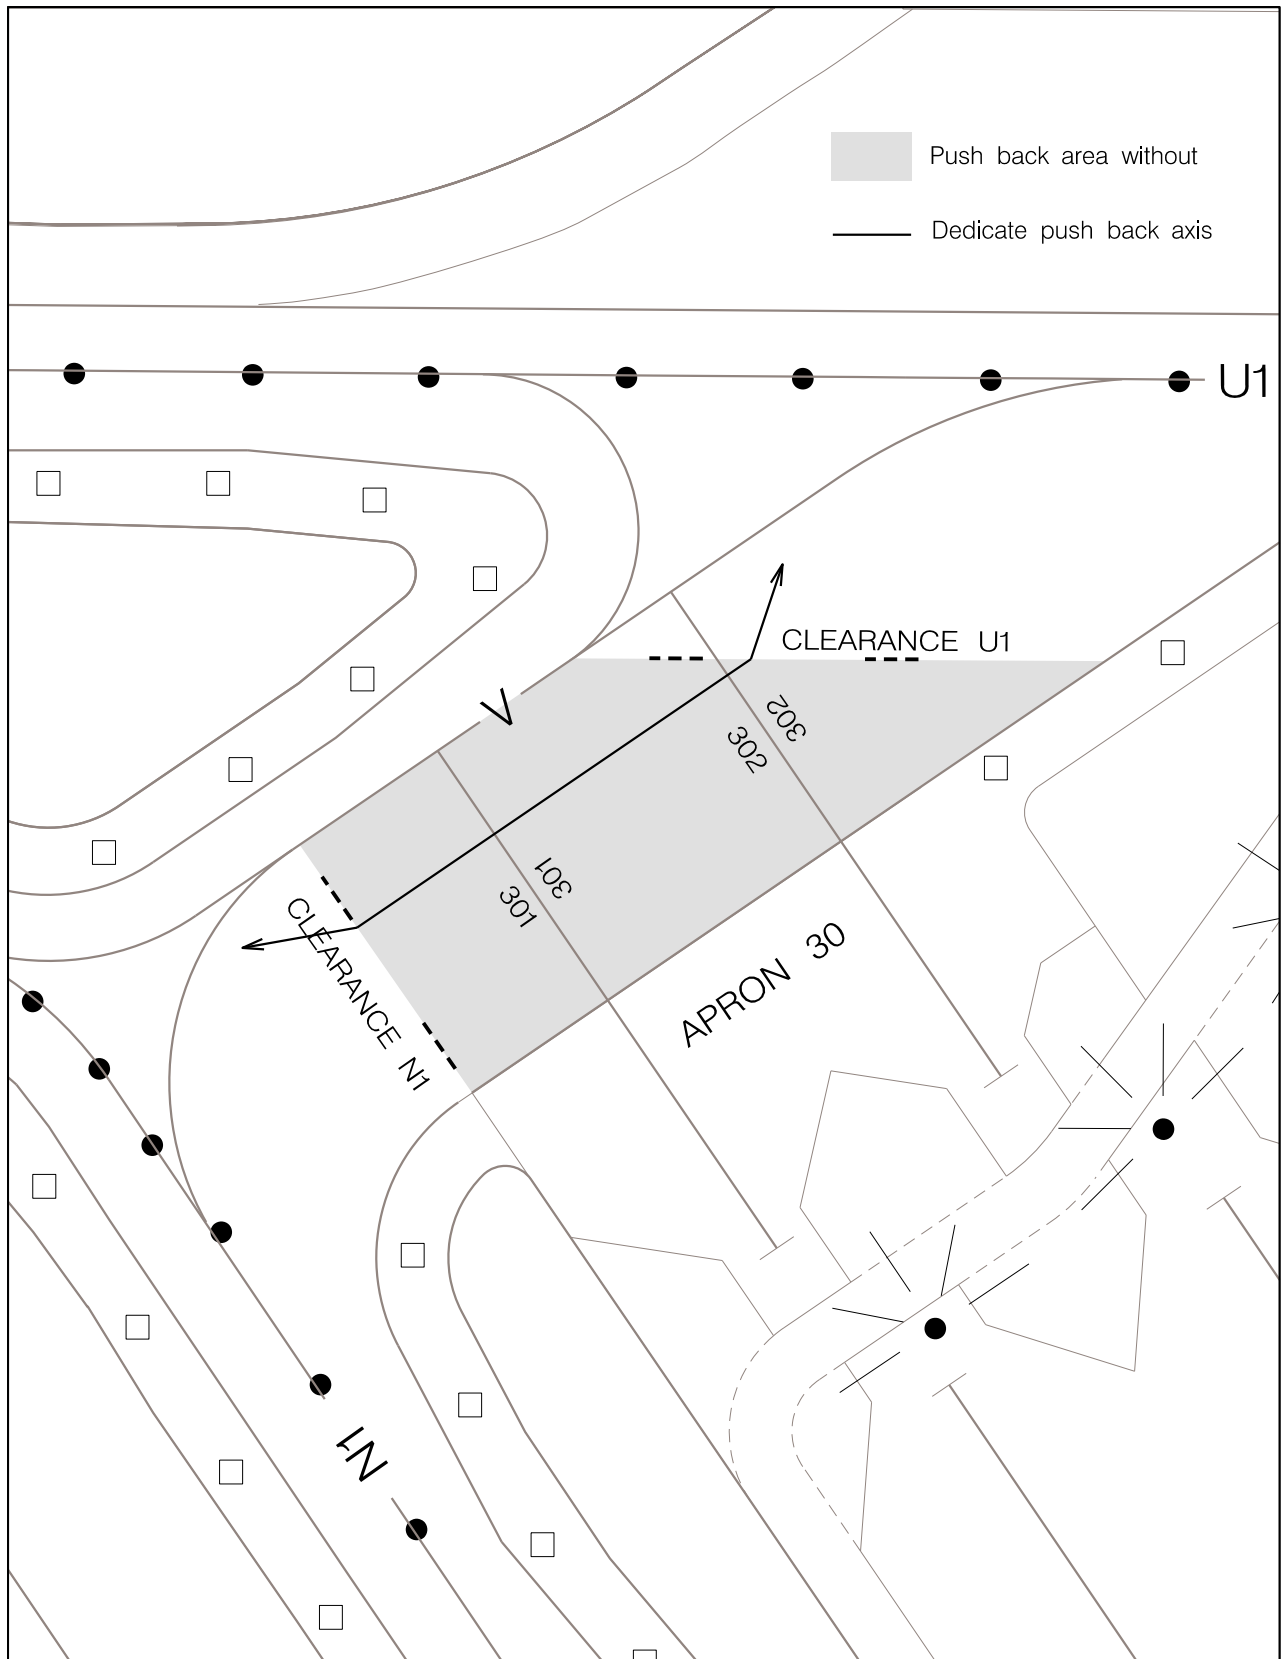 Push back area without
Dedicate push back axis
U1
CLEARANCE U1
V
302
302
301
301
CLEARANCE N1
APRON 30
N1